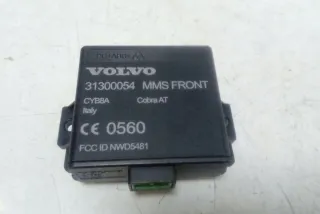 VOLVO
31300054 MMS FRONT
CYB8A Cobra AT
Italy
CE 0560
FCC ID NWD5481